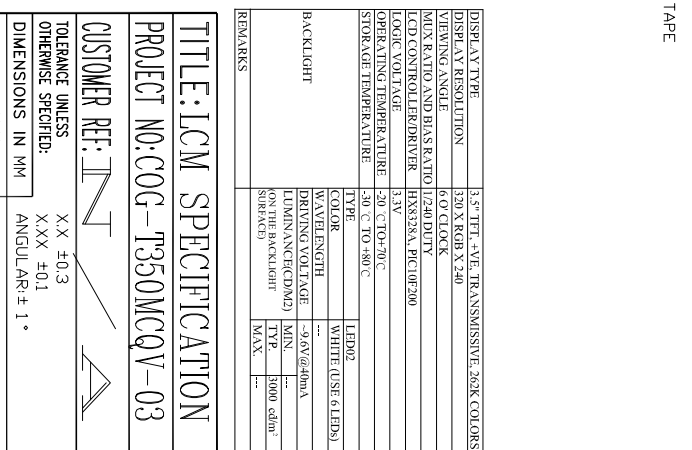 TAPE
DISPLAY TYPE 3.5" TFT, +VE, TRANSMISSIVE, 262K COLORS
DISPLAY RESOLUTION 320 X RGB X 240
VIEWING ANGLE 6 O' CLOCK
MUX RATIO AND BIAS RATIO 1/240 DUTY
LCD CONTROLLER/DRIVER HX8328A, PIC10F200
LOGIC VOLTAGE 3.3V
OPERATING TEMPERATURE -20 °C TO+70°C
STORAGE TEMPERATURE -30 °C TO +80°C
BACKLIGHT
TYPE LED02
COLOR WHITE (USE 6 LEDs)
WAVELENGTH ---
DRIVING VOLTAGE ~9.6V@40mA
LUMINANCE(CD/M2) MIN. ---
(ON THE BACKLIGHT TYP. 3000 cd/m²
SURFACE) MAX. ---
REMARKS
TITLE: LCM SPECIFICATION
PROJECT NO:COG-T350MCQV-03
CUSTOMER REF: N / A
TOLERANCE UNLESS X.X ±0.3
OTHERWISE SPECIFIED: X.XX ±0.1
DIMENSIONS IN MM ANGULAR:± 1°